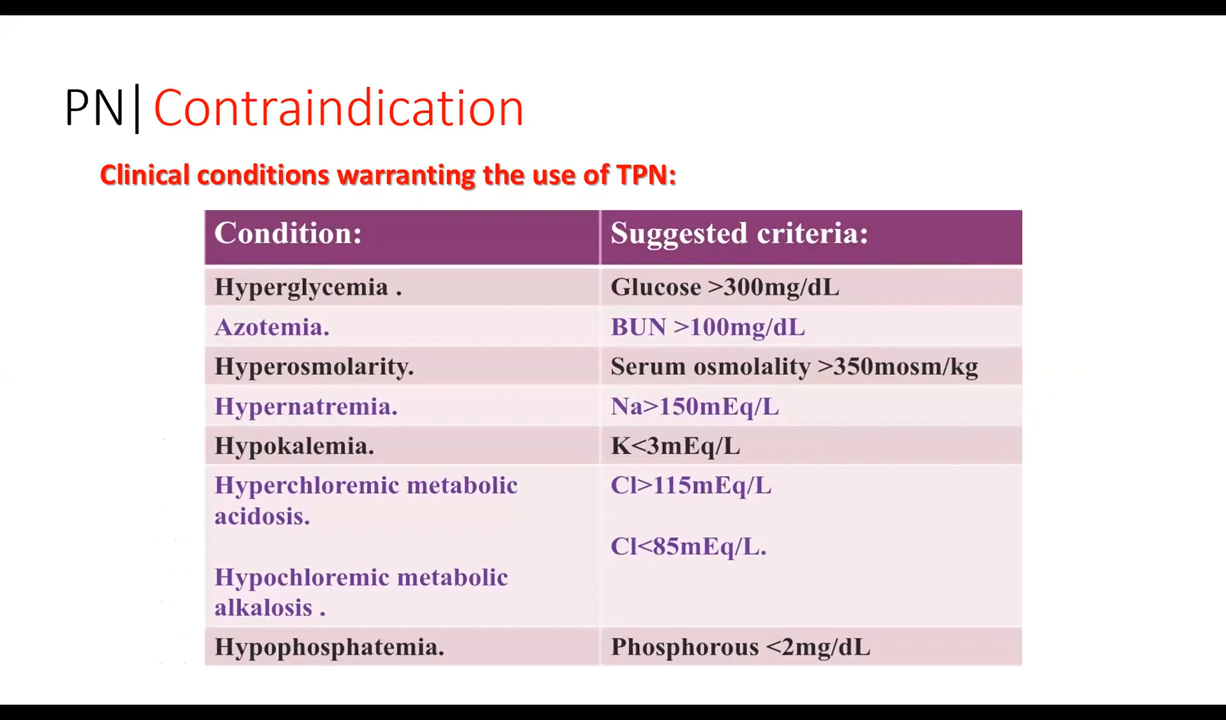 PN|Contraindication
Clinical conditions warranting the use of TPN:
Condition: Suggested criteria:
Hyperglycemia . Glucose >300mg/dL
Azotemia. BUN >100mg/dL
Hyperosmolarity. Serum osmolality >350mosm/kg
Hypernatremia. Na>150mEq/L
Hypokalemia. K<3mEq/L
Hyperchloremic metabolic Cl>115mEq/L
acidosis.
Cl<85mEq/L.
Hypochloremic metabolic
alkalosis .
Hypophosphatemia. Phosphorous <2mg/dL